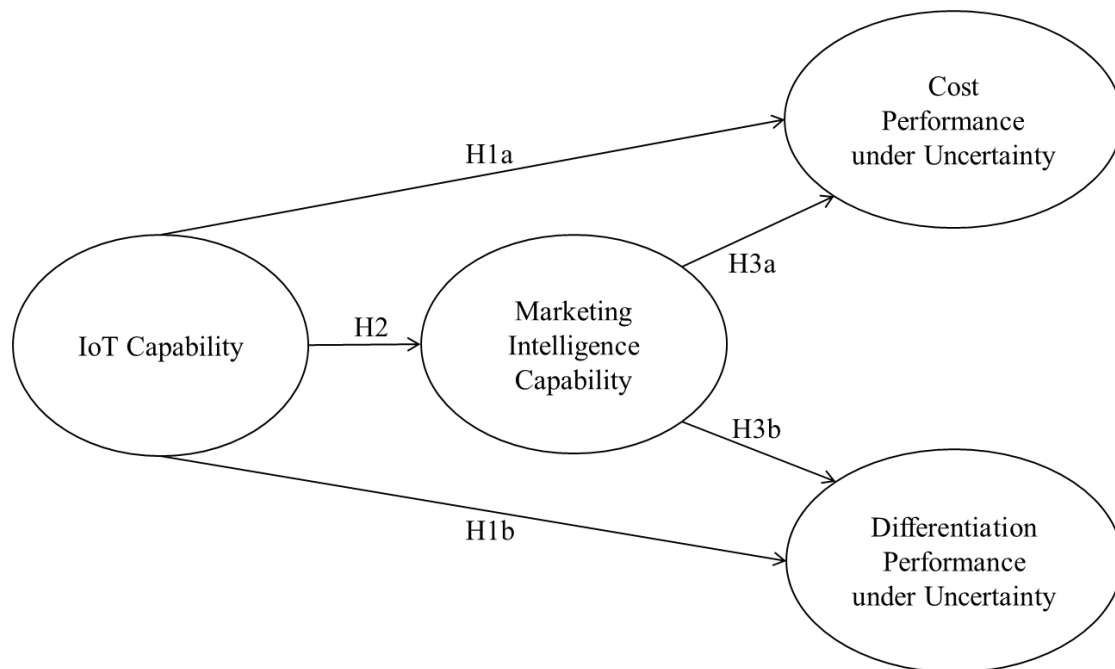 Cost
Performance
under Uncertainty
H1a
H3a
IoT Capability
H2
Marketing
Intelligence
Capability
H3b
H1b
Differentiation
Performance
under Uncertainty